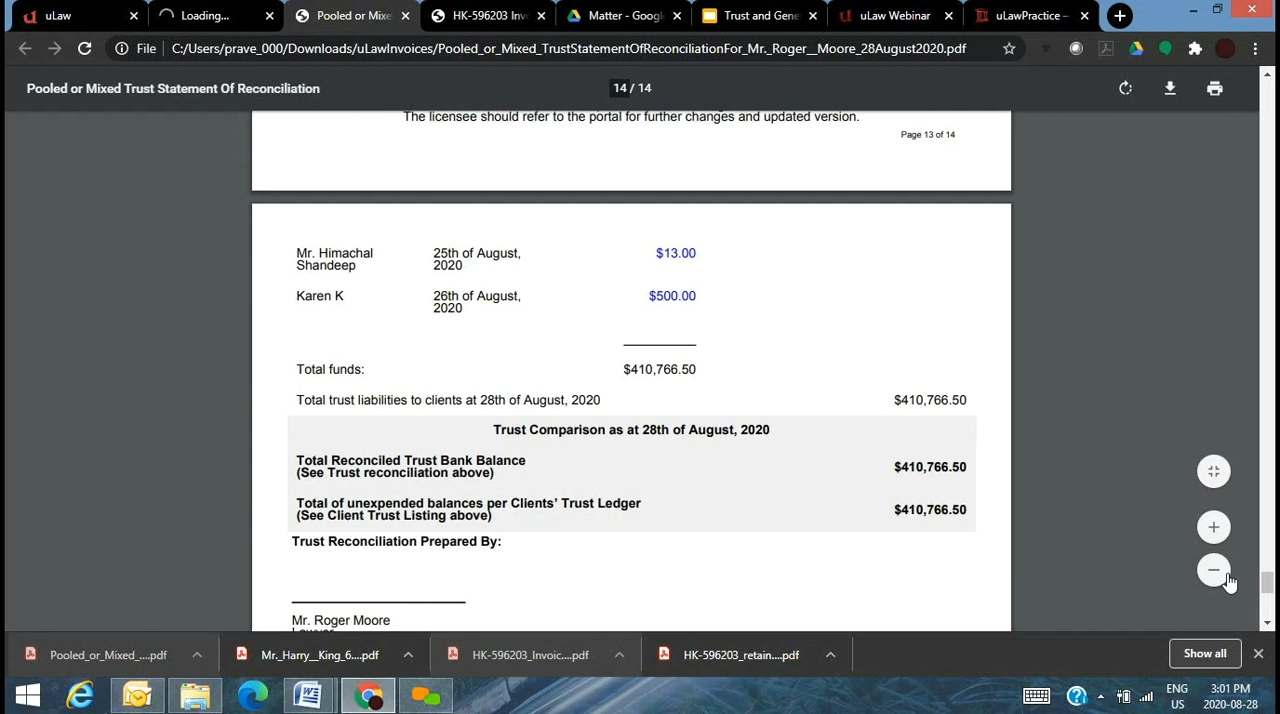 uLaw
Loading...
Pooled or Mixe
HK-596203 Invo
Matter - Google
Trust and Gene
uLaw Webinar
uLawPractice –
File
C:/Users/prave_000/Downloads/uLawInvoices/Pooled_or_Mixed_TrustStatementOfReconciliationFor_Mr._Roger__Moore_28August2020.pdf
Pooled or Mixed Trust Statement Of Reconciliation
14 / 14
The licensee should refer to the portal for further changes and updated version.
Page 13 of 14
Mr. Himachal Shandeep 25th of August, 2020 $13.00
Karen K 26th of August, 2020 $500.00
Total funds: $410,766.50
Total trust liabilities to clients at 28th of August, 2020 $410,766.50
Trust Comparison as at 28th of August, 2020
Total Reconciled Trust Bank Balance
(See Trust reconciliation above) $410,766.50
Total of unexpended balances per Clients' Trust Ledger
(See Client Trust Listing above) $410,766.50
Trust Reconciliation Prepared By:
Mr. Roger Moore
Lawyer
Pooled_or_Mixed_....pdf
Mr._Harry__King_6....pdf
HK-596203_Invoic....pdf
HK-596203_retain....pdf
Show all
ENG
US
3:01 PM
2020-08-28